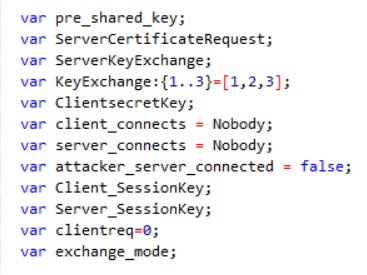 var pre_shared_key;
var ServerCertificateRequest;
var ServerKeyExchange;
var KeyExchange:{1..3}=[1,2,3];
var ClientsecretKey;
var client_connects = Nobody;
var server_connects = Nobody;
var attacker_server_connected = false;
var Client_SessionKey;
var Server_SessionKey;
var clientreq=0;
var exchange_mode;